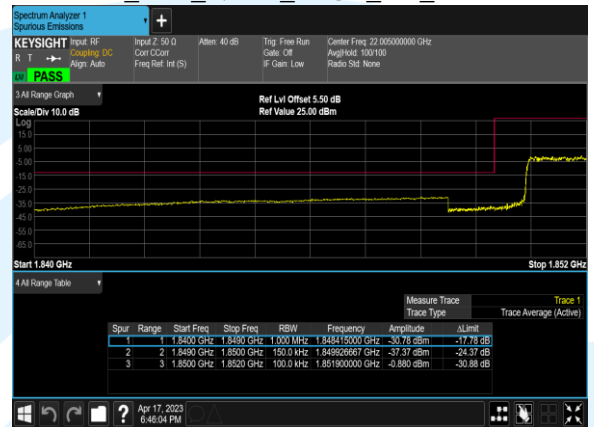 Spectrum Analyzer 1
Spurious Emissions
KEYSIGHT Input: RF Input Z: 50 Ω Atten: 40 dB Trig: Free Run Center Freq: 22.005000000 GHz
R T Coupling: DC Corr CCorr Gate: Off Avg|Hold: 100/100
Align: Auto Freq Ref: Int (S) IF Gain: Low Radio Std: None
LV PASS
3 All Range Graph
Ref Lvl Offset 5.50 dB
Scale/Div 10.0 dB Ref Value 25.00 dBm
Log
15.0
5.00
-5.00
-15.0
-25.0
-35.0
-45.0
-55.0
-65.0
Start 1.840 GHz Stop 1.852 GHz
4 All Range Table
Measure Trace Trace 1
Trace Type Trace Average (Active)
Spur Range Start Freq Stop Freq RBW Frequency Amplitude ΔLimit
1 1 1.8400 GHz 1.8490 GHz 1.000 MHz 1.848415000 GHz -30.78 dBm -17.78 dB
2 2 1.8490 GHz 1.8500 GHz 150.0 kHz 1.849926667 GHz -37.37 dBm -24.37 dB
3 3 1.8500 GHz 1.8520 GHz 100.0 kHz 1.851900000 GHz -0.880 dBm -30.88 dB
Apr 17, 2023
6:46:04 PM